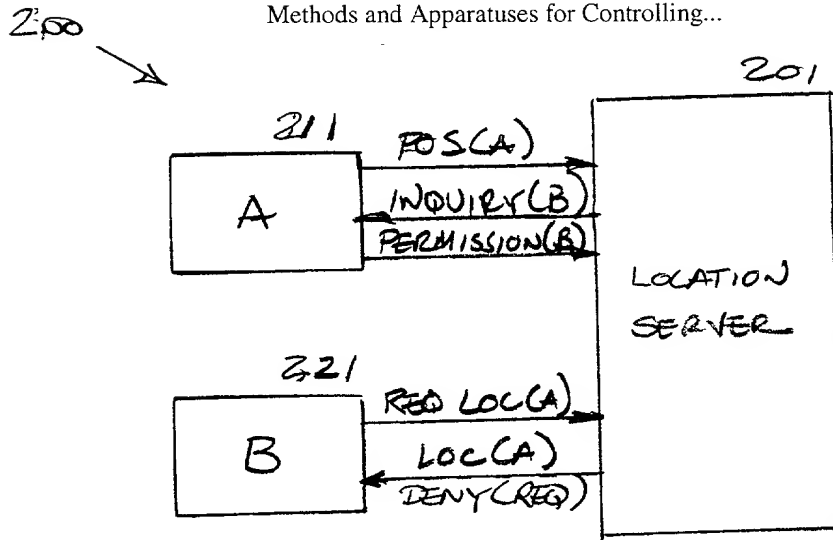 Methods and Apparatuses for Controlling...
200
201
211
A
POS(A)
INQUIRY(B)
PERMISSION(B)
LOCATION
SERVER
221
B
REQ LOC(A)
LOC(A)
DENY(REQ)